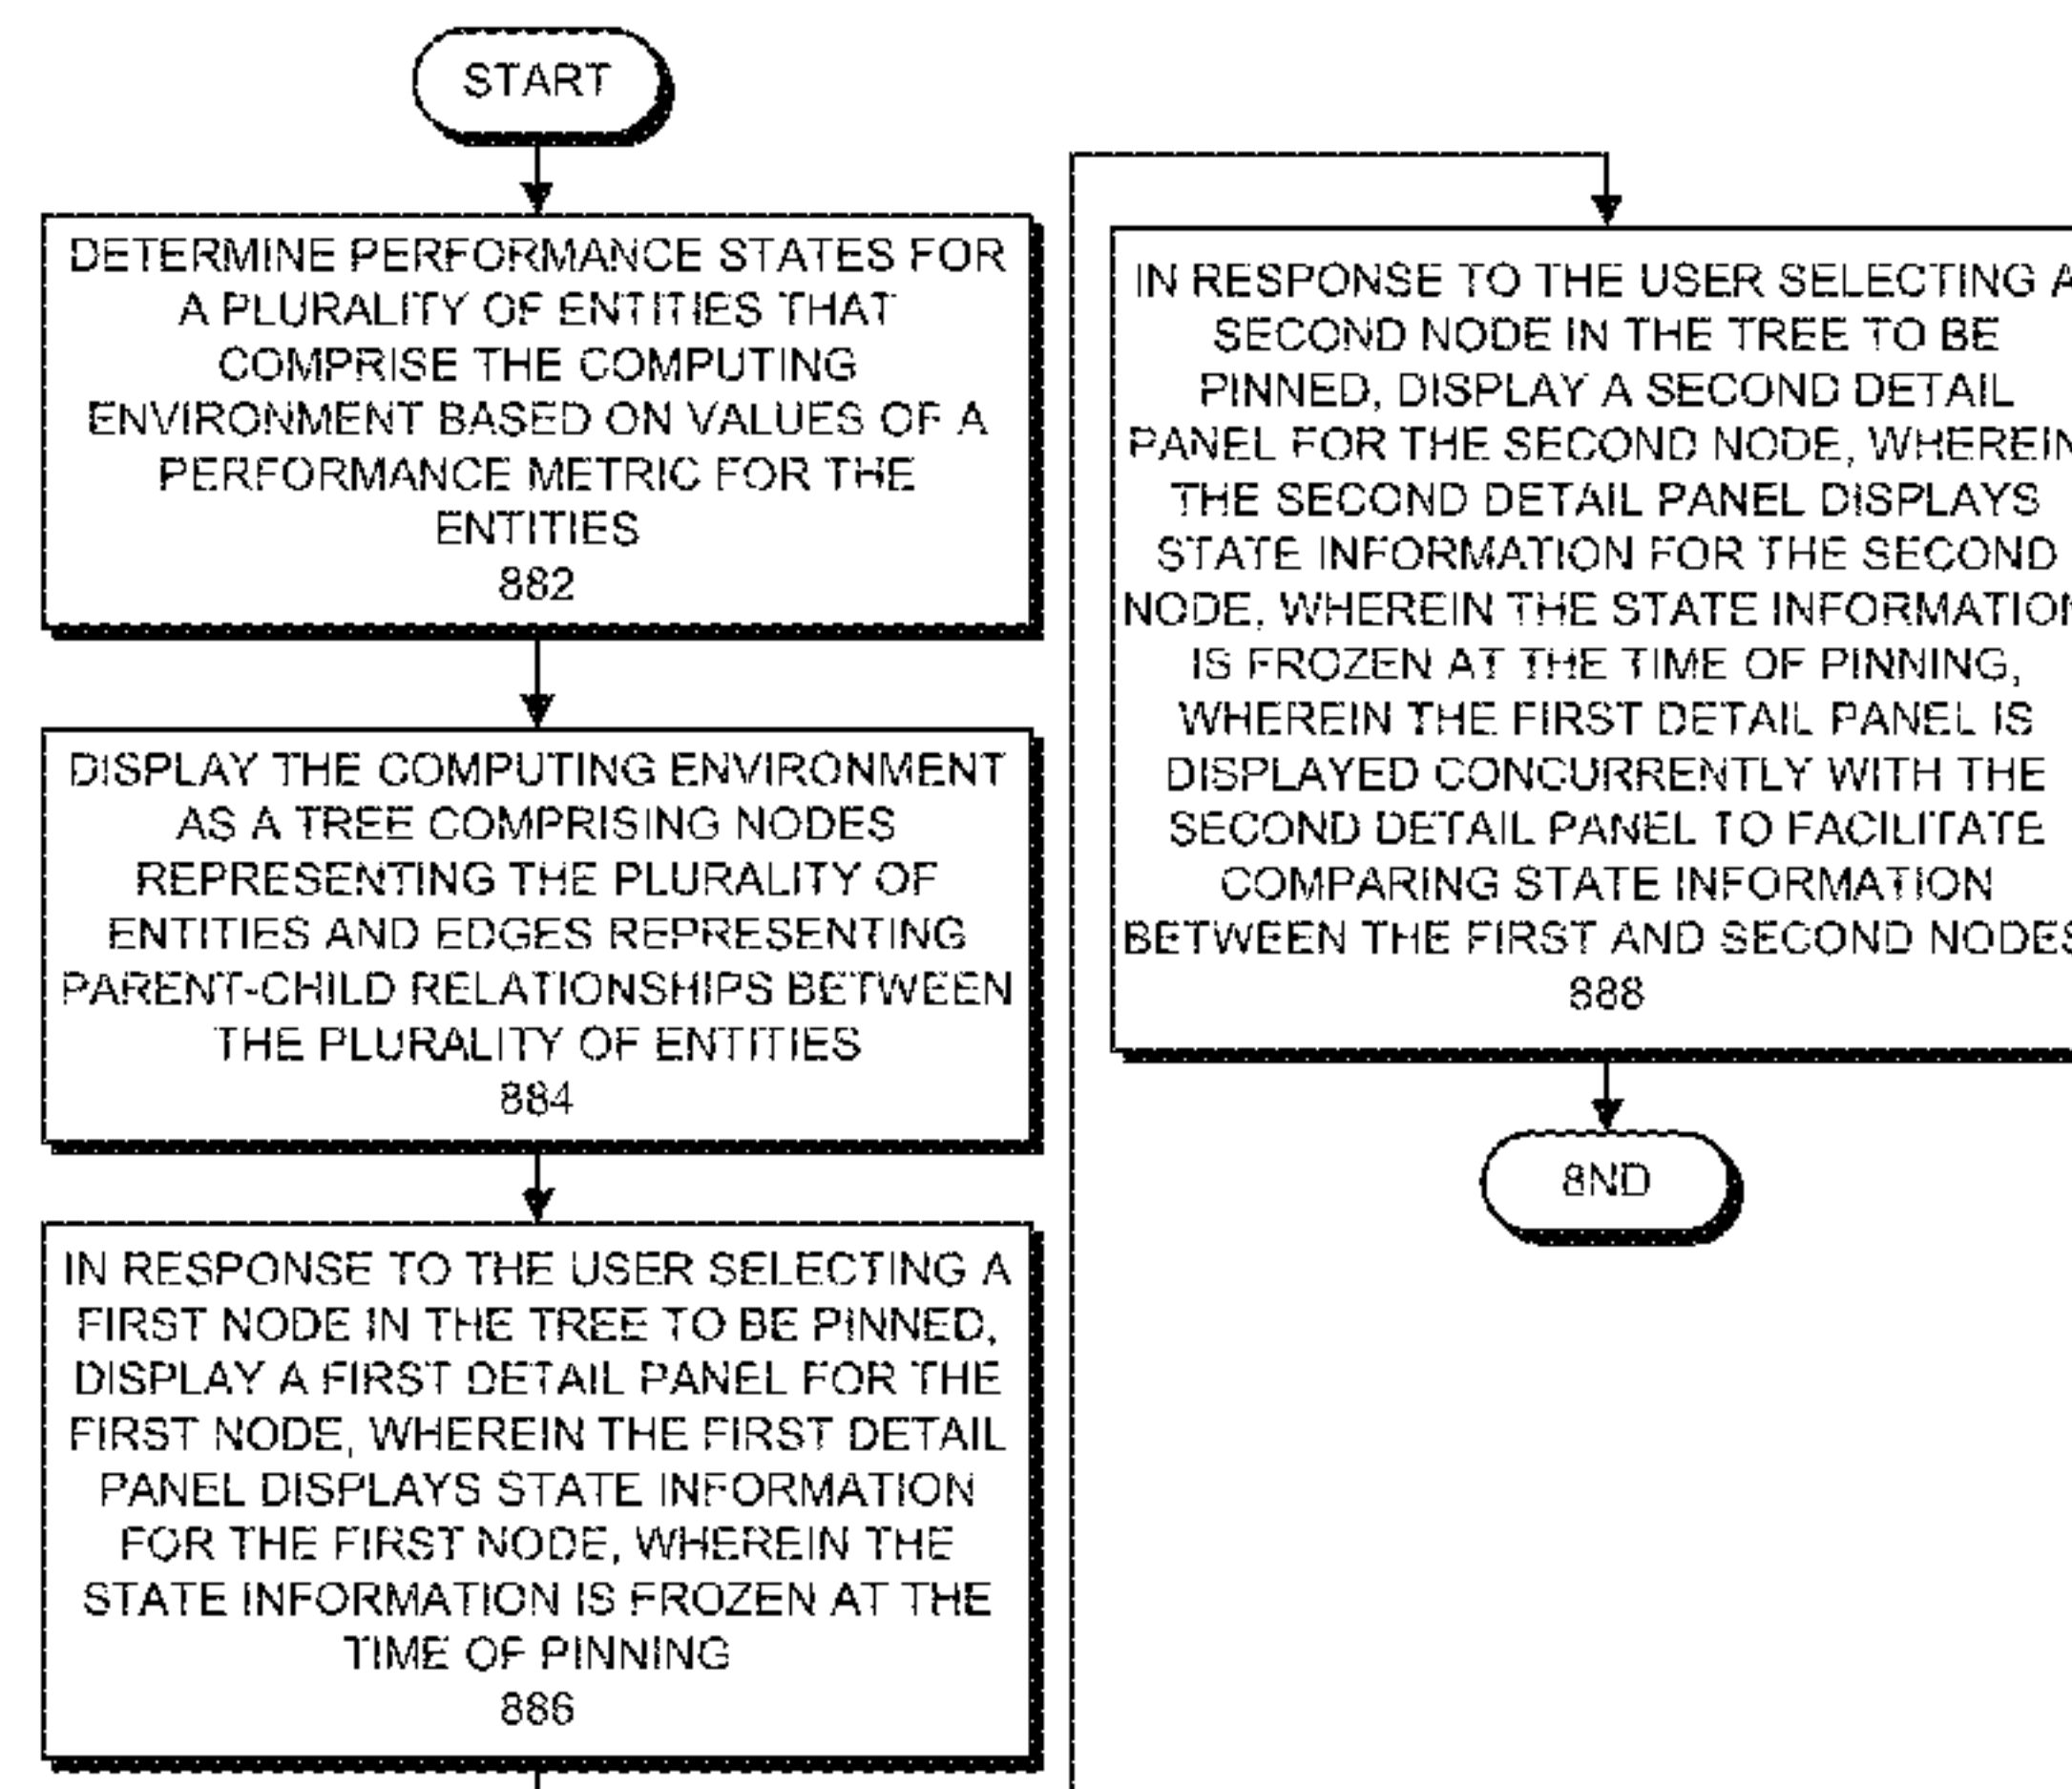 START
DETERMINE PERFORMANCE STATES FOR
A PLURALITY OF ENTITIES THAT
COMPRISE THE COMPUTING
ENVIRONMENT BASED ON VALUES OF A
PERFORMANCE METRIC FOR THE
ENTITIES
882
DISPLAY THE COMPUTING ENVIRONMENT
AS A TREE COMPRISING NODES
REPRESENTING THE PLURALITY OF
ENTITIES AND EDGES REPRESENTING
PARENT-CHILD RELATIONSHIPS BETWEEN
THE PLURALITY OF ENTITIES
884
IN RESPONSE TO THE USER SELECTING A
FIRST NODE IN THE TREE TO BE PINNED,
DISPLAY A FIRST DETAIL PANEL FOR THE
FIRST NODE, WHEREIN THE FIRST DETAIL
PANEL DISPLAYS STATE INFORMATION
FOR THE FIRST NODE, WHEREIN THE
STATE INFORMATION IS FROZEN AT THE
TIME OF PINNING
886
IN RESPONSE TO THE USER SELECTING A
SECOND NODE IN THE TREE TO BE
PINNED, DISPLAY A SECOND DETAIL
PANEL FOR THE SECOND NODE, WHEREIN
THE SECOND DETAIL PANEL DISPLAYS
STATE INFORMATION FOR THE SECOND
NODE, WHEREIN THE STATE INFORMATION
IS FROZEN AT THE TIME OF PINNING,
WHEREIN THE FIRST DETAIL PANEL IS
DISPLAYED CONCURRENTLY WITH THE
SECOND DETAIL PANEL TO FACILITATE
COMPARING STATE INFORMATION
BETWEEN THE FIRST AND SECOND NODES
888
8ND